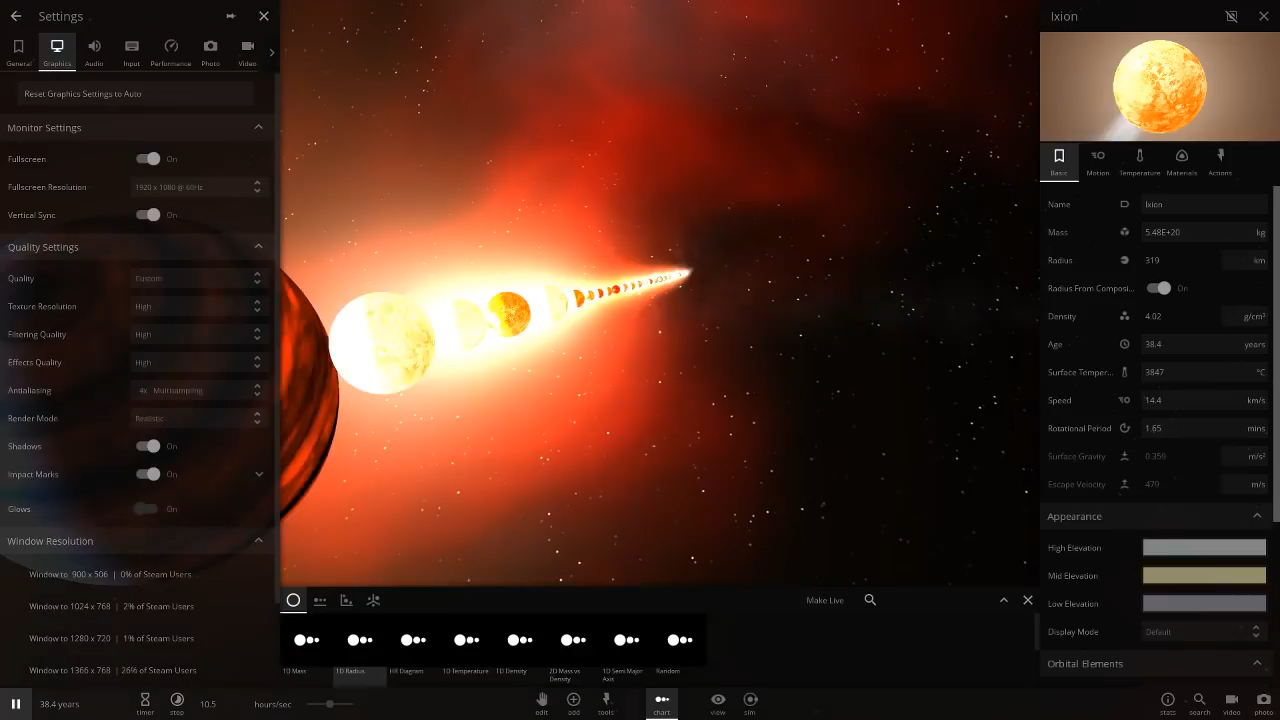 Settings
General
Graphics
Audio
Input
Performance
Photo
Video
Reset Graphics Settings to Auto
Monitor Settings
Fullscreen On
Fullscreen Resolution 1920 x 1080 @ 60Hz
Vertical Sync On
Quality Settings
Quality Custom
Texture Resolution High
Filtering Quality High
Effects Quality High
Antialiasing 4x Multisampling
Render Mode Realistic
Shadows On
Impact Marks On
Glows On
Window Resolution
Window to 900 x 506 | 0% of Steam Users
Window to 1024 x 768 | 2% of Steam Users
Window to 1280 x 720 | 1% of Steam Users
Window to 1366 x 768 | 26% of Steam Users
Make Live
1D Mass
1D Radius
HR Diagram
1D Temperature
1D Density
2D Mass vs Density
1D Semi Major Axis
Random
Ixion
Basic
Motion
Temperature
Materials
Actions
Name Ixion
Mass 5.48E+20 kg
Radius 319 km
Radius From Composi... On
Density 4.02 g/cm³
Age 38.4 years
Surface Temper... 3847 °C
Speed 14.4 km/s
Rotational Period 1.65 mins
Surface Gravity 0.359 m/s²
Escape Velocity 479 m/s
Appearance
High Elevation
Mid Elevation
Low Elevation
Display Mode Default
Orbital Elements
38.4 years
timer
step
10.5 hours/sec
edit
add
tools
chart
view
sim
stats
search
video
photo